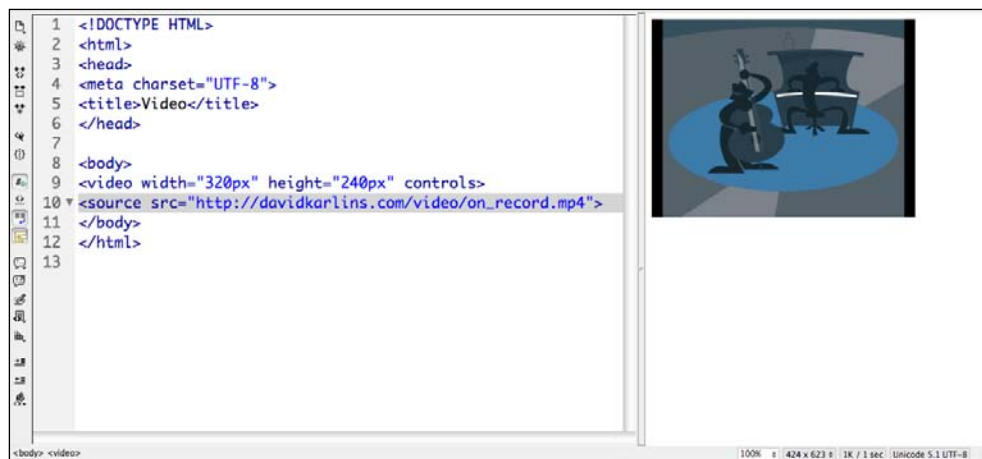 1 <!DOCTYPE HTML>
2 <html>
3 <head>
4 <meta charset="UTF-8">
5 <title>Video</title>
6 </head>
7
8 <body>
9 <video width="320px" height="240px" controls>
10 <source src="http://davidkarlins.com/video/on_record.mp4">
11 </body>
12 </html>
13
<body> <video> 100% 424 x 623 1K / 1 sec Unicode 5.1 UTF-8